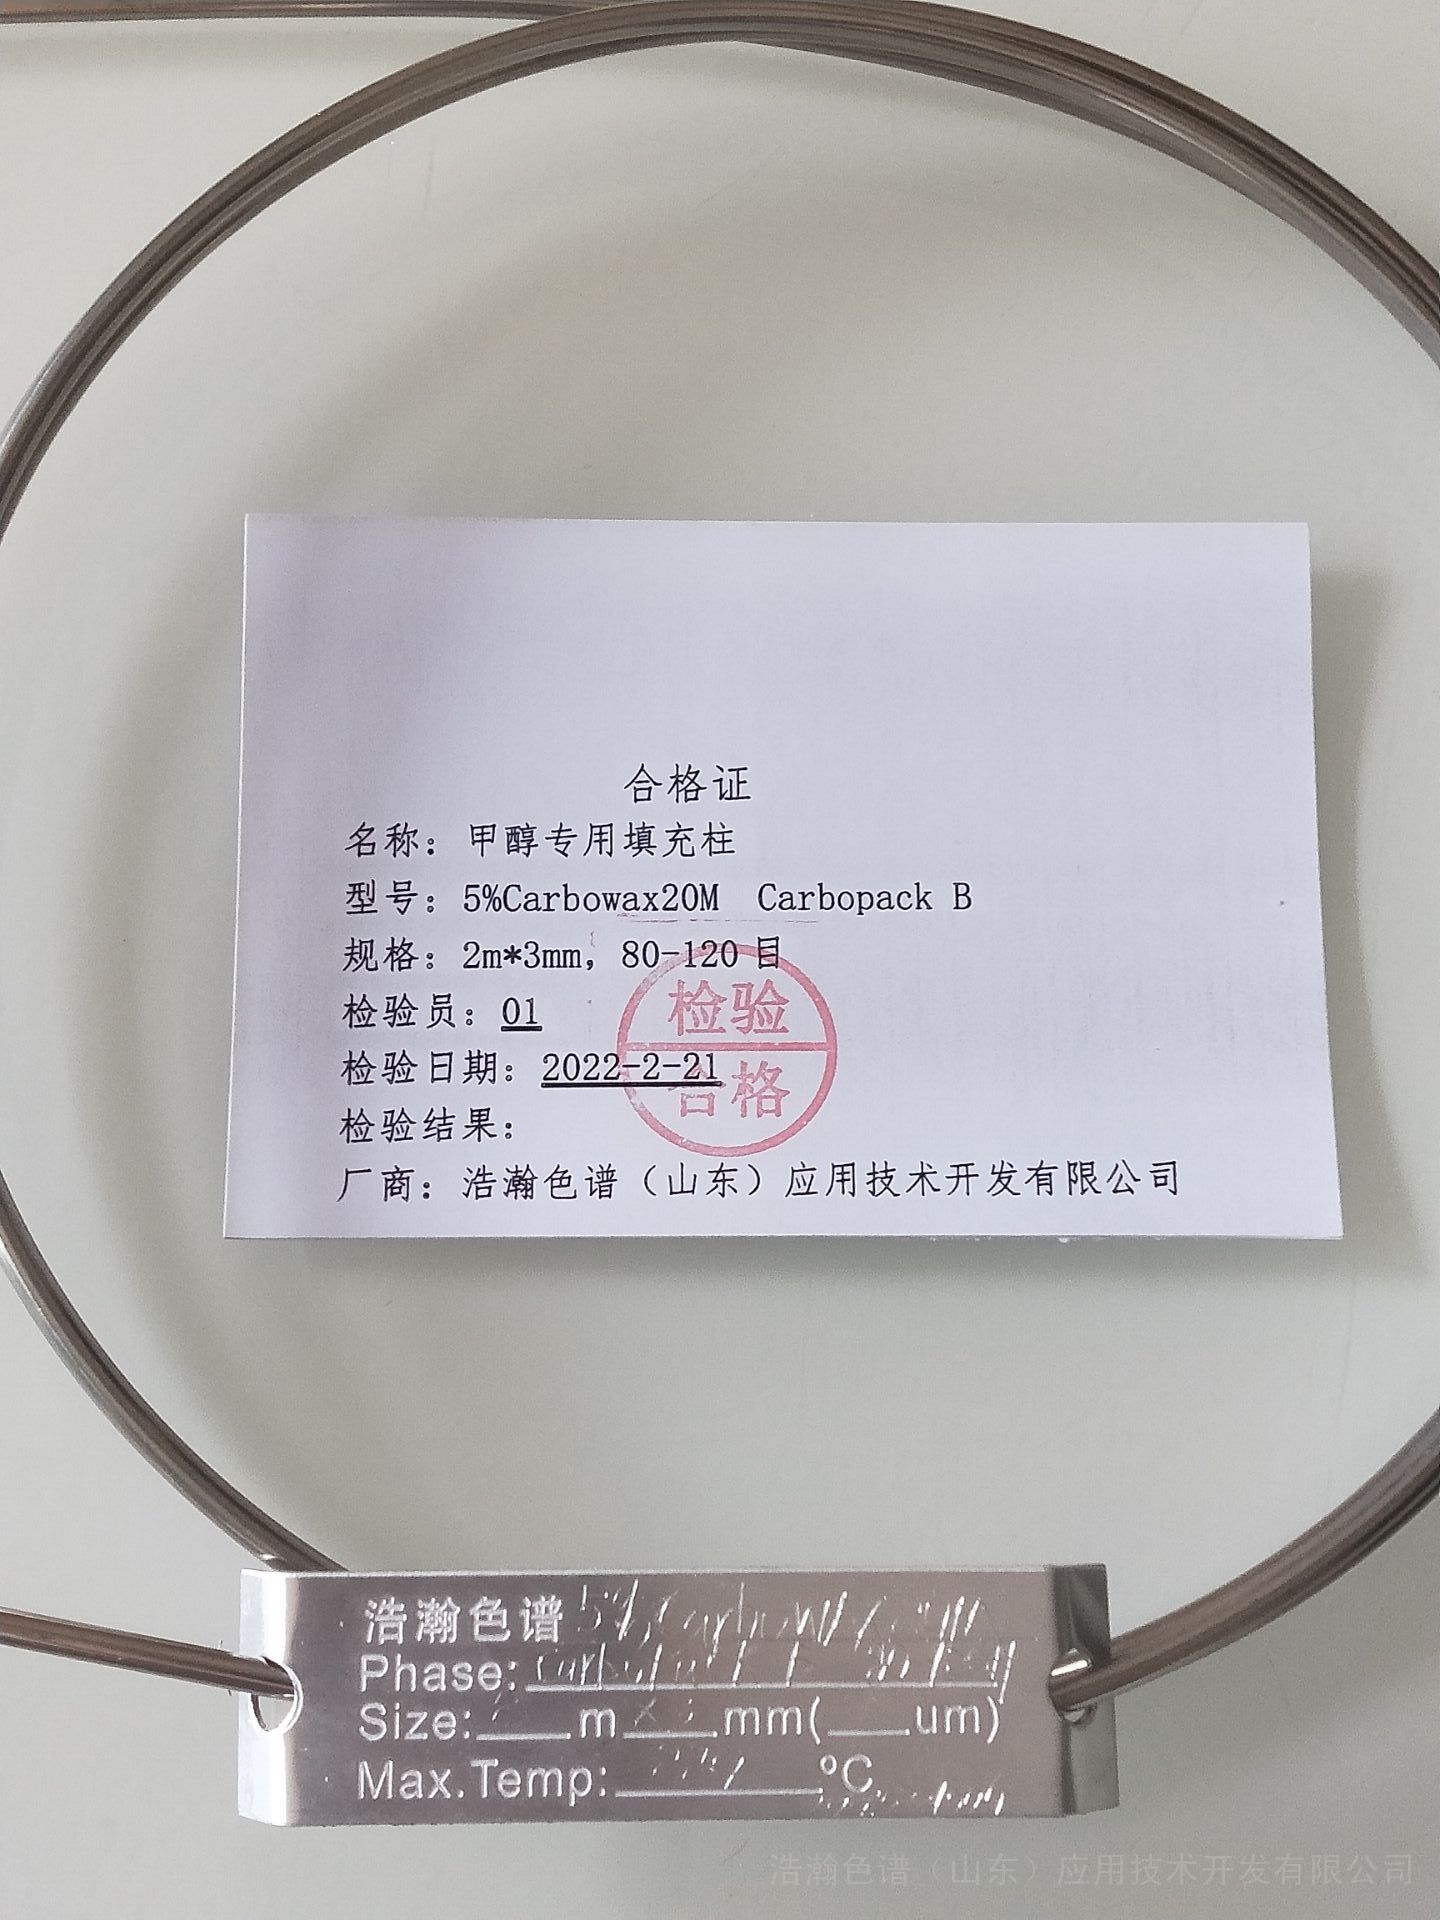 合格证
名称：甲醇专用填充柱
型号：5%Carbowax20M Carbopack B
规格：2m*3mm，80-120目
检验员：01
检验日期：2022-2-21
检验结果：
检验
合格
厂商：浩瀚色谱（山东）应用技术开发有限公司
浩瀚色谱
Phase:
Size: m mm( um)
Max.Temp: ºC
浩瀚色谱（山东）应用技术开发有限公司